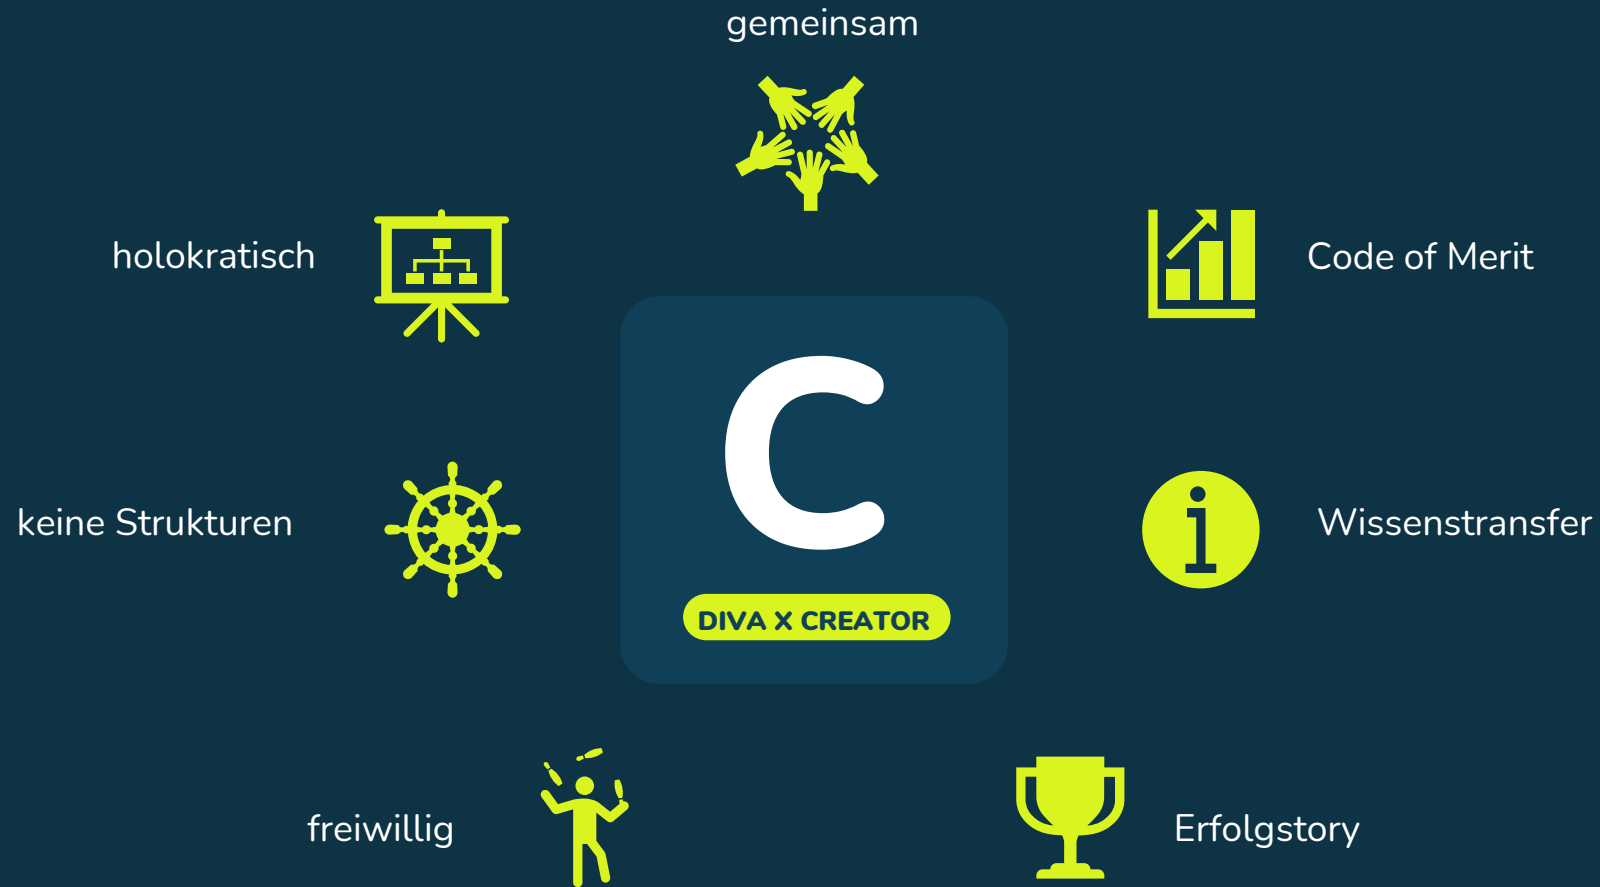 gemeinsam
holokratisch
Code of Merit
C
keine Strukturen
Wissenstransfer
DIVA X CREATOR
freiwillig
Erfolgstory